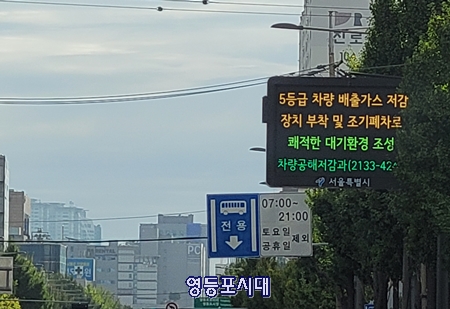 5등급 차량 배출가스 저감
장치 부착 및 조기폐차로
쾌적한 대기환경 조성
차량공해저감과(2133-42
서울특별시
전용
07:00~
21:00
토요일
공휴일
제외
영등포시대